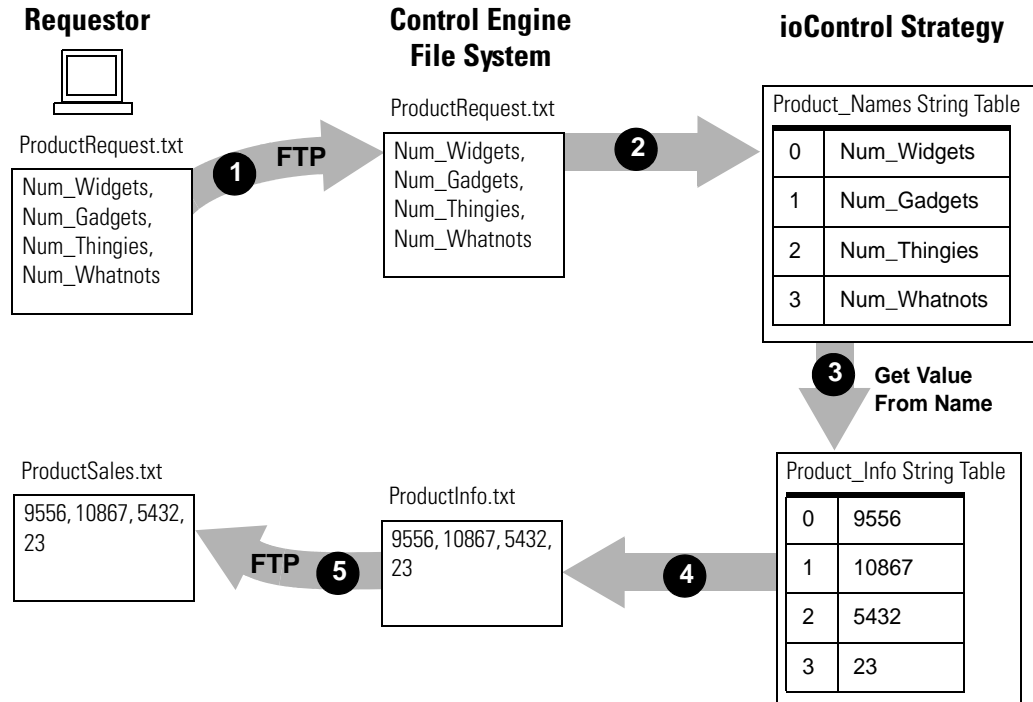 Requestor
Control Engine
File System
ioControl Strategy
ProductRequest.txt
Num_Widgets,
Num_Gadgets,
Num_Thingies,
Num_Whatnots
1
FTP
ProductRequest.txt
Num_Widgets,
Num_Gadgets,
Num_Thingies,
Num_Whatnots
2
Product_Names String Table
0 Num_Widgets
1 Num_Gadgets
2 Num_Thingies
3 Num_Whatnots
3
Get Value
From Name
Product_Info String Table
0 9556
1 10867
2 5432
3 23
4
ProductInfo.txt
9556, 10867, 5432,
23
FTP
5
ProductSales.txt
9556, 10867, 5432,
23